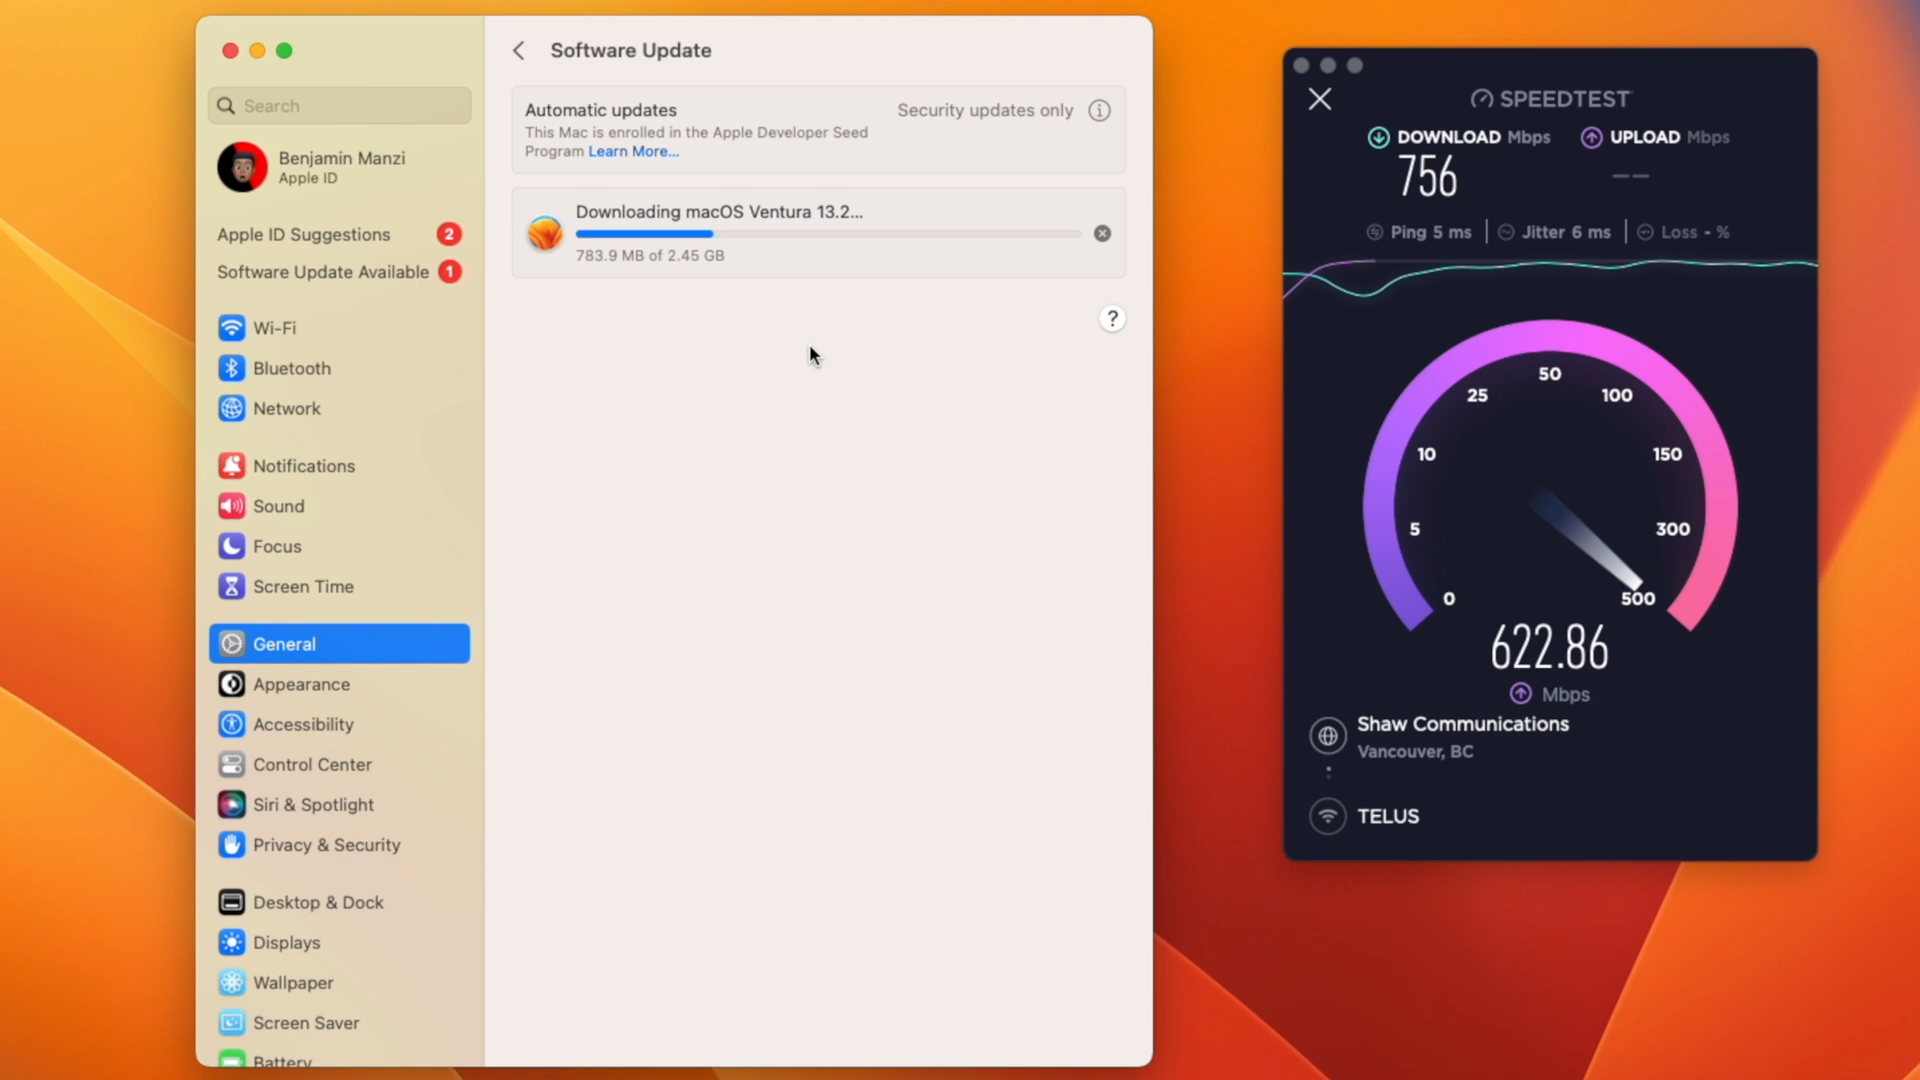 Search
Benjamin Manzi
Apple ID
Apple ID Suggestions 2
Software Update Available 1
Wi-Fi
Bluetooth
Network
Notifications
Sound
Focus
Screen Time
General
Appearance
Accessibility
Control Center
Siri & Spotlight
Privacy & Security
Desktop & Dock
Displays
Wallpaper
Screen Saver
Battery
Software Update
Automatic updates
Security updates only
This Mac is enrolled in the Apple Developer Seed
Program Learn More...
Downloading macOS Ventura 13.2...
783.9 MB of 2.45 GB
?
SPEEDTEST
DOWNLOAD Mbps
UPLOAD Mbps
756
——
Ping 5 ms
Jitter 6 ms
Loss - %
0
5
10
25
50
100
150
300
500
622.86
Mbps
Shaw Communications
Vancouver, BC
TELUS